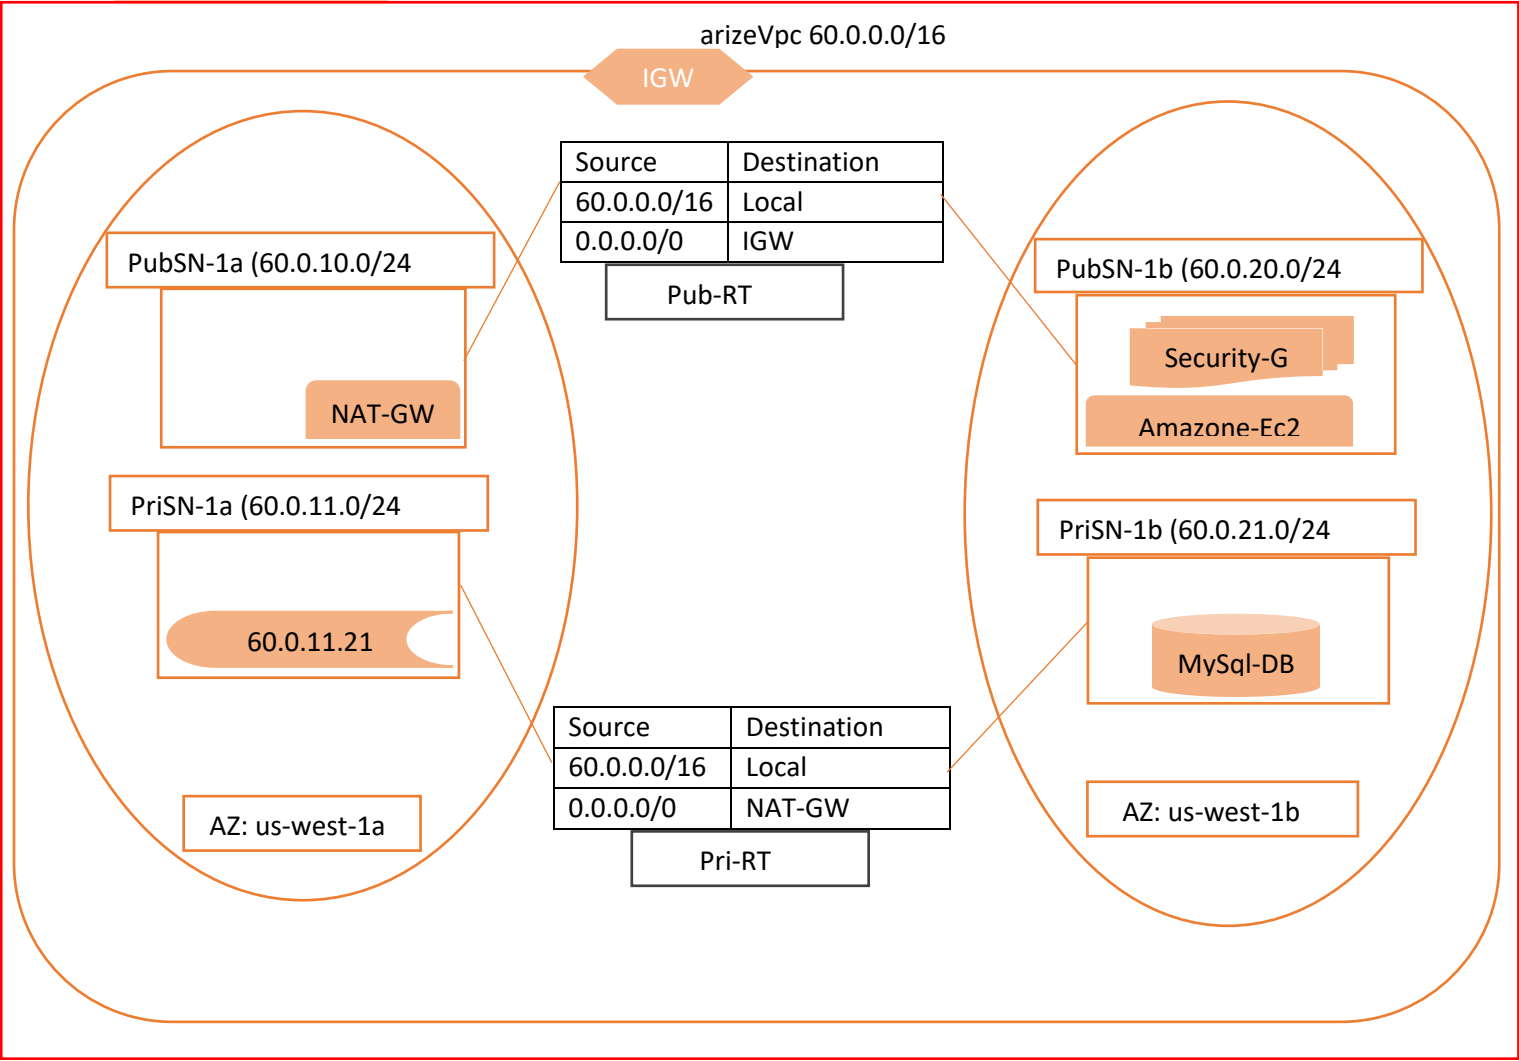 arizeVpc 60.0.0.0/16
IGW
Source Destination
60.0.0.0/16 Local
0.0.0.0/0 IGW
Pub-RT
PubSN-1a (60.0.10.0/24
NAT-GW
PriSN-1a (60.0.11.0/24
60.0.11.21
AZ: us-west-1a
PubSN-1b (60.0.20.0/24
Security-G
Amazone-Ec2
PriSN-1b (60.0.21.0/24
MySql-DB
AZ: us-west-1b
Source Destination
60.0.0.0/16 Local
0.0.0.0/0 NAT-GW
Pri-RT